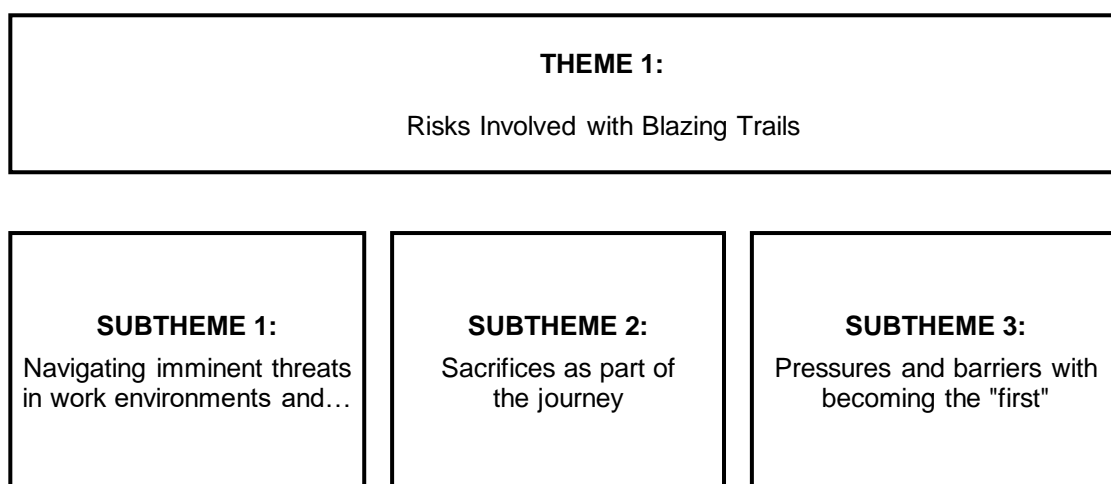 THEME 1:
Risks Involved with Blazing Trails
SUBTHEME 1:
Navigating imminent threats
in work environments and…
SUBTHEME 2:
Sacrifices as part of
the journey
SUBTHEME 3:
Pressures and barriers with
becoming the "first"